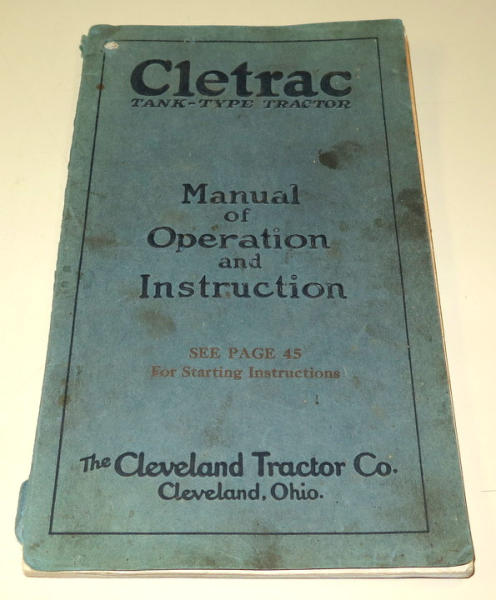 Cletrac
TANK-TYPE TRACTOR
Manual
of
Operation
and
Instruction
SEE PAGE 45
For Starting Instructions
The Cleveland Tractor Co.
Cleveland, Ohio.